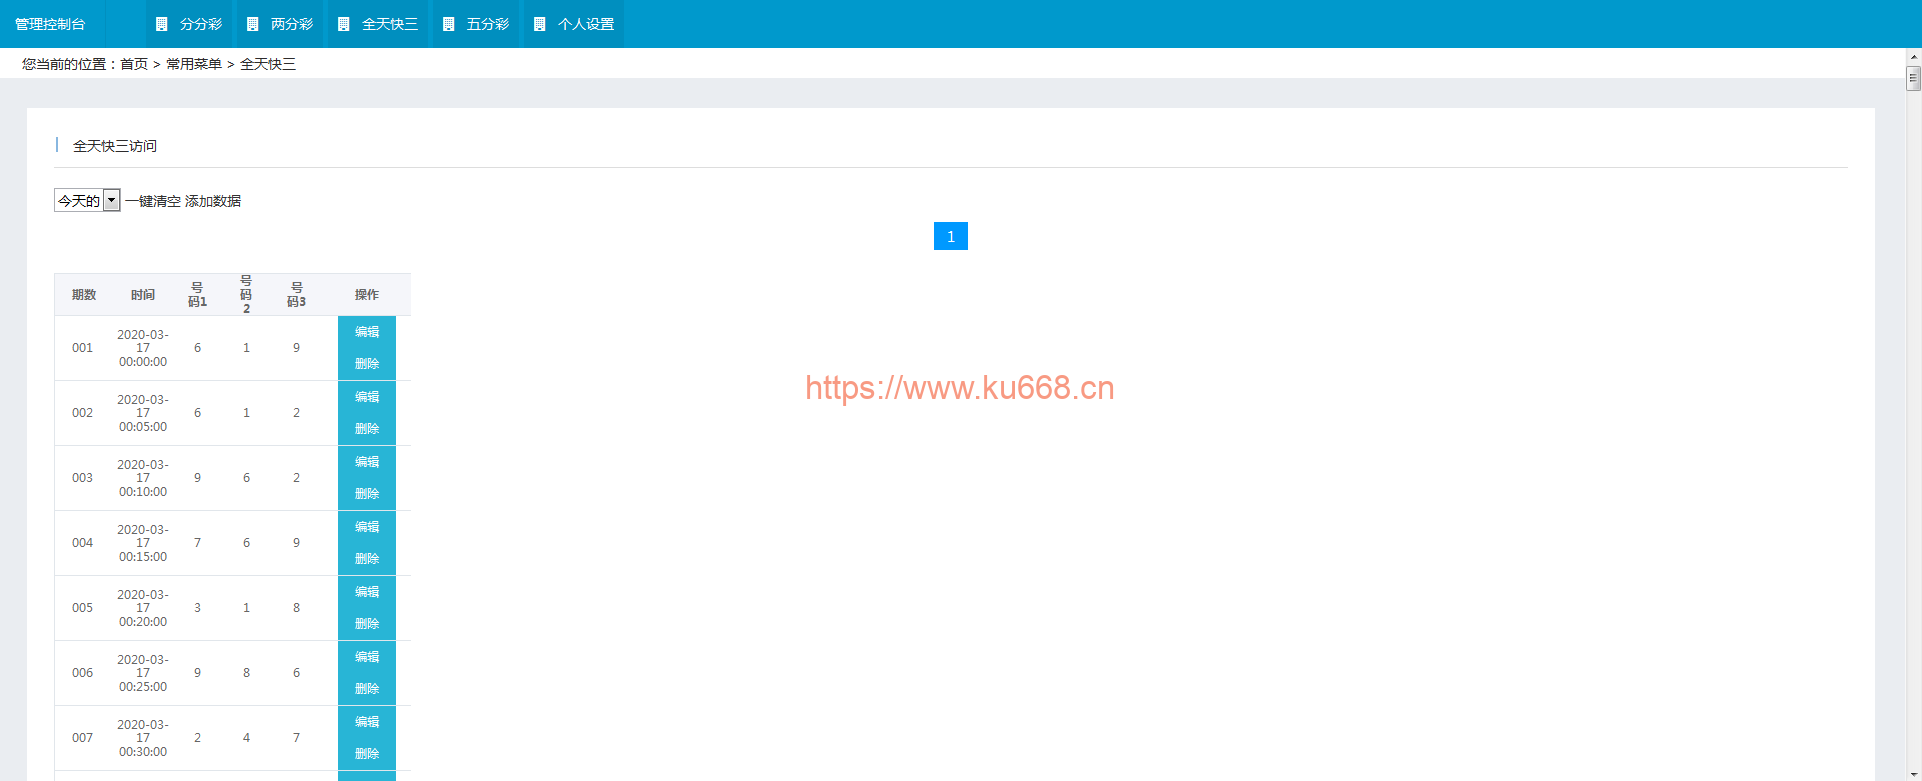 管理控制台 分分彩 两分彩 全天快三 五分彩 个人设置
您当前的位置：首页 > 常用菜单 > 全天快三
全天快三访问
今天的 一键清空 添加数据
1
期数 时间 号码1 号码2 号码3 操作
001 2020-03-17 00:00:00 6 1 9 编辑 删除
002 2020-03-17 00:05:00 6 1 2 编辑 删除
003 2020-03-17 00:10:00 9 6 2 编辑 删除
004 2020-03-17 00:15:00 7 6 9 编辑 删除
005 2020-03-17 00:20:00 3 1 8 编辑 删除
006 2020-03-17 00:25:00 9 8 6 编辑 删除
007 2020-03-17 00:30:00 2 4 7 编辑 删除
https://www.ku668.cn